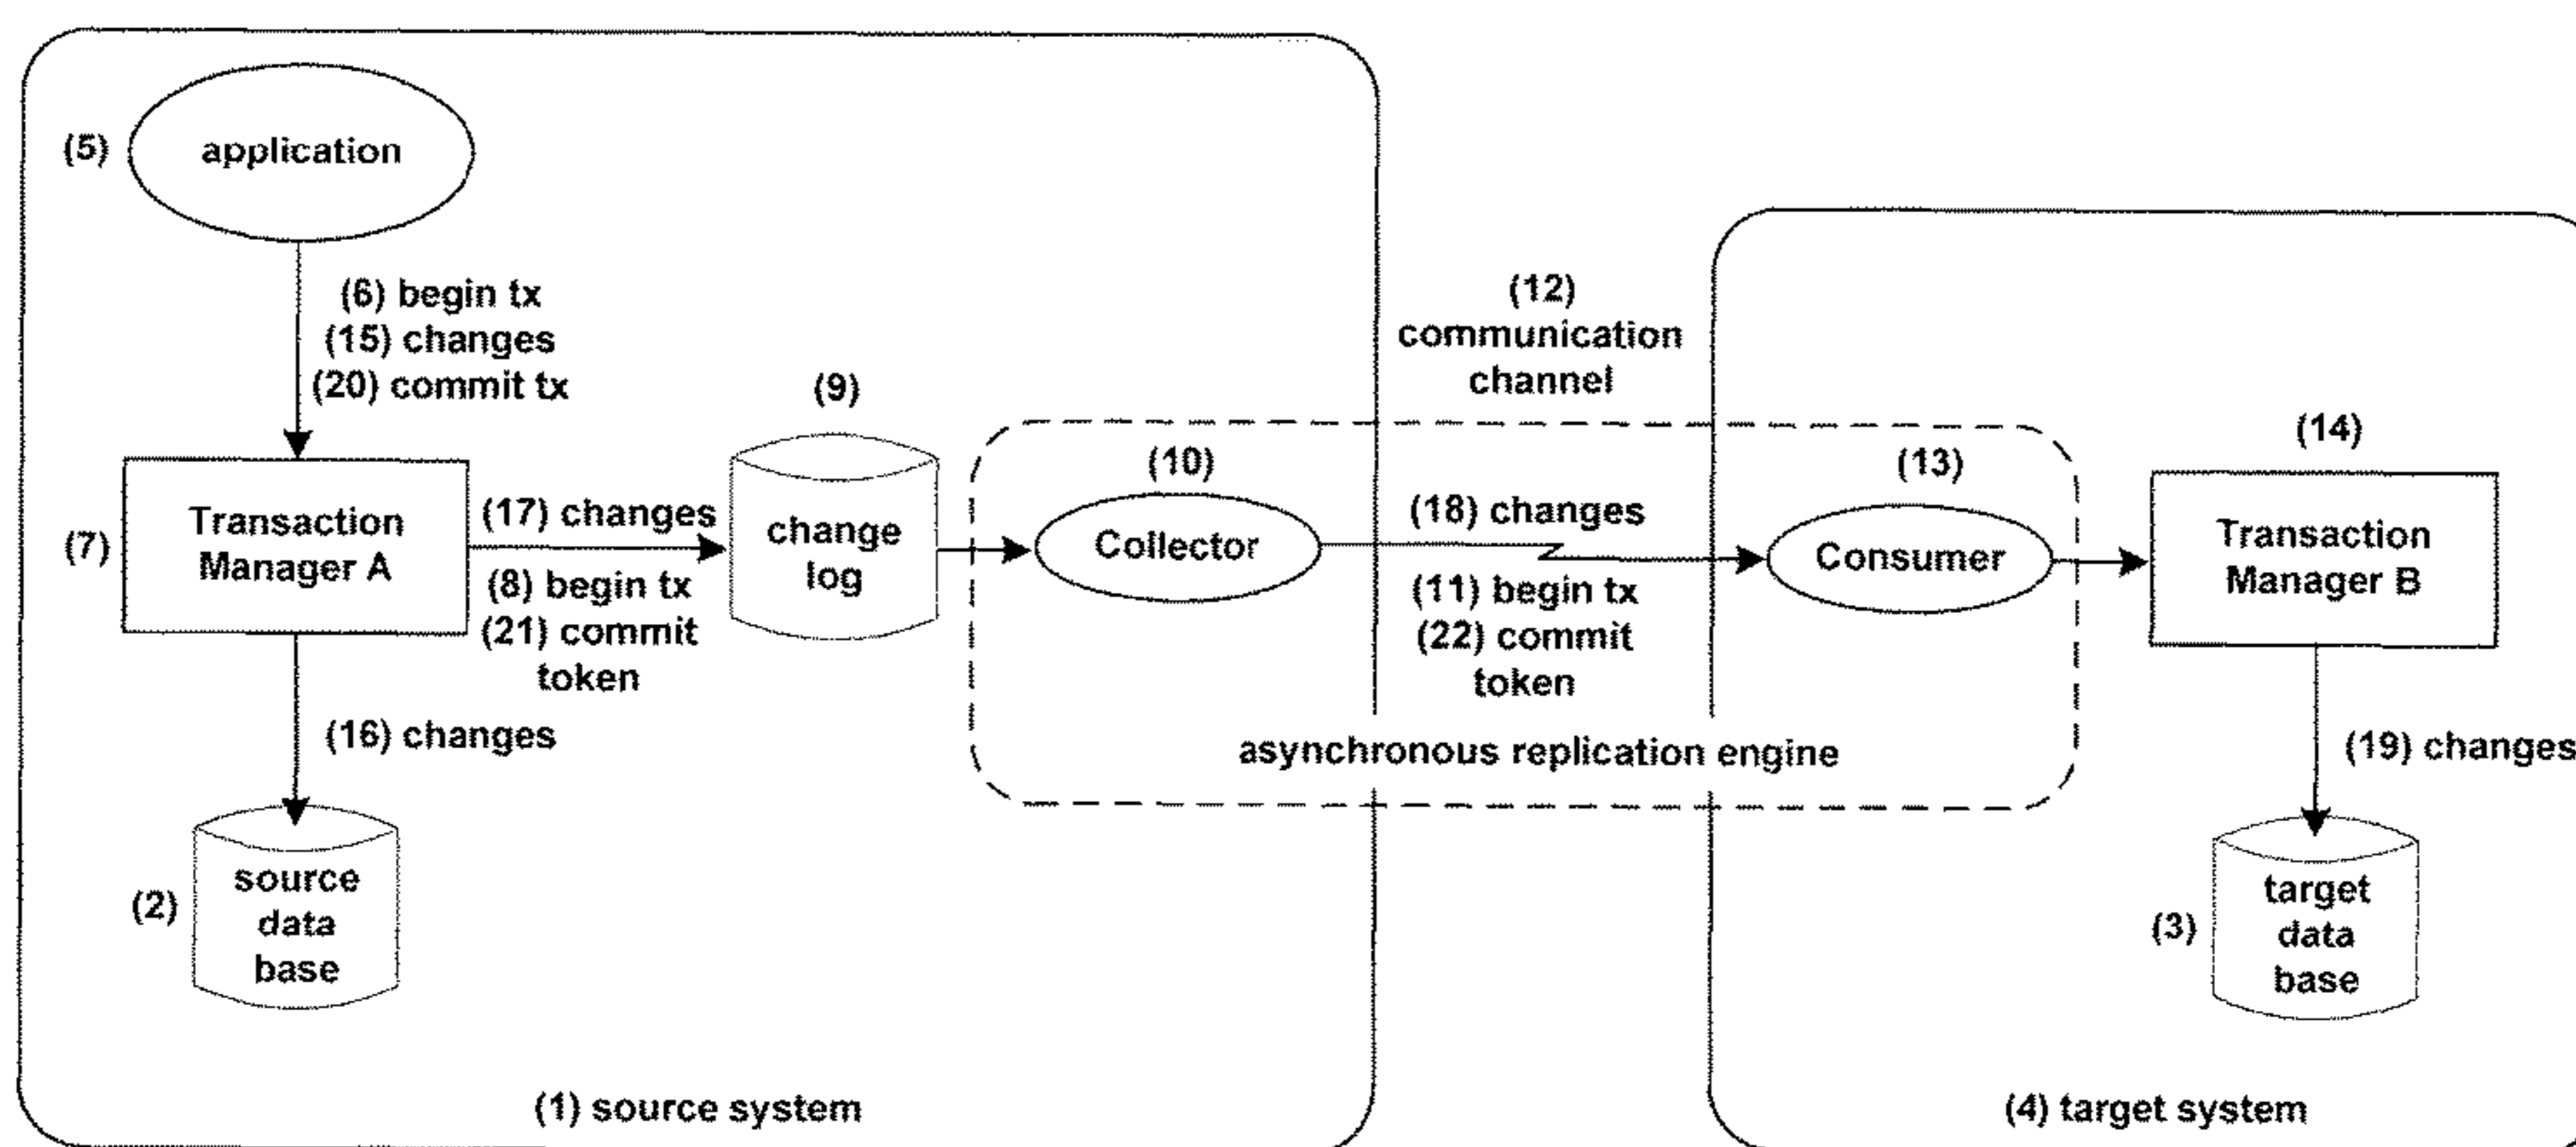 (5)
application
(6) begin tx
(15) changes
(20) commit tx
(7)
Transaction
Manager A
(17) changes
(8) begin tx
(21) commit
token
(9)
change
log
(16) changes
(2)
source
data
base
(10)
Collector
(12)
communication
channel
(18) changes
(11) begin tx
(22) commit
token
(13)
Consumer
asynchronous replication engine
(14)
Transaction
Manager B
(19) changes
(3)
target
data
base
(1) source system
(4) target system